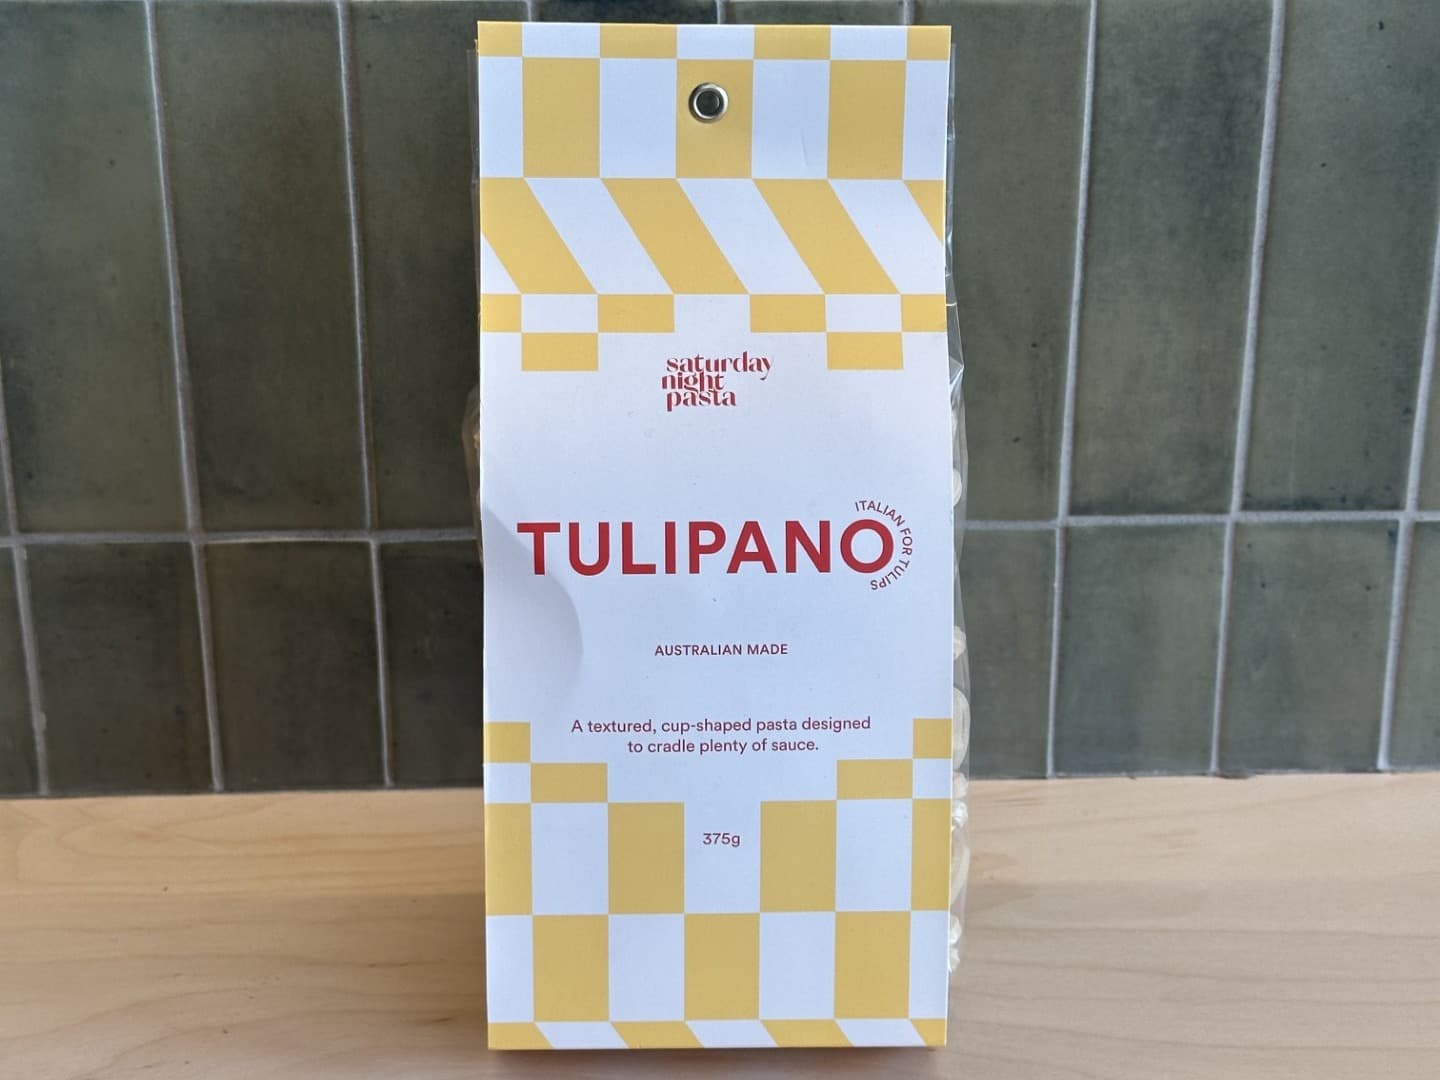 saturday
night
pasta
TULIPANO
ITALIAN FOR TULIPS
AUSTRALIAN MADE
A textured, cup-shaped pasta designed
to cradle plenty of sauce.
375g